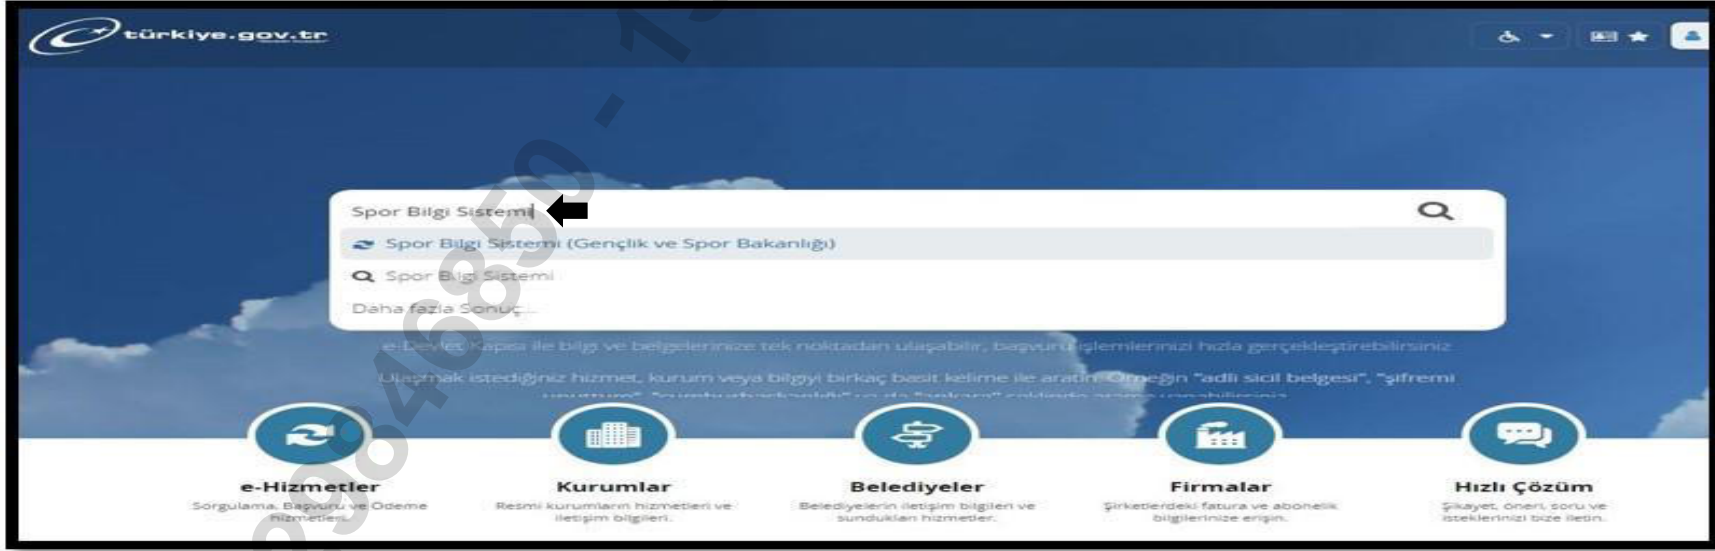 türkiye.gov.tr
Spor Bilgi Sistemi
Spor Bilgi Sistemi (Gençlik ve Spor Bakanlığı)
Spor Bilgi Sistemi
Daha fazla Sonuç...
e-Devlet Kapısı ile bilgi ve belgelerinize tek noktadan ulaşabilir, başvuru işlemlerinizi hızla gerçekleştirebilirsiniz
Ulaşmak istediğiniz hizmet, kurum veya bilgiyi birkaç basit kelime ile aratın. Örneğin "adli sicil belgesi", "şifremi
e-Hizmetler
Sorgulama, Başvuru ve Ödeme
hizmetleri.
Kurumlar
Resmi kurumların hizmetleri ve
iletişim bilgileri.
Belediyeler
Belediyelerin iletişim bilgileri ve
sundukları hizmetler.
Firmalar
Şirketlerdeki fatura ve abonelik
bilgilerinize erişin.
Hızlı Çözüm
Şikayet, öneri, soru ve
isteklerinizi bize iletin.